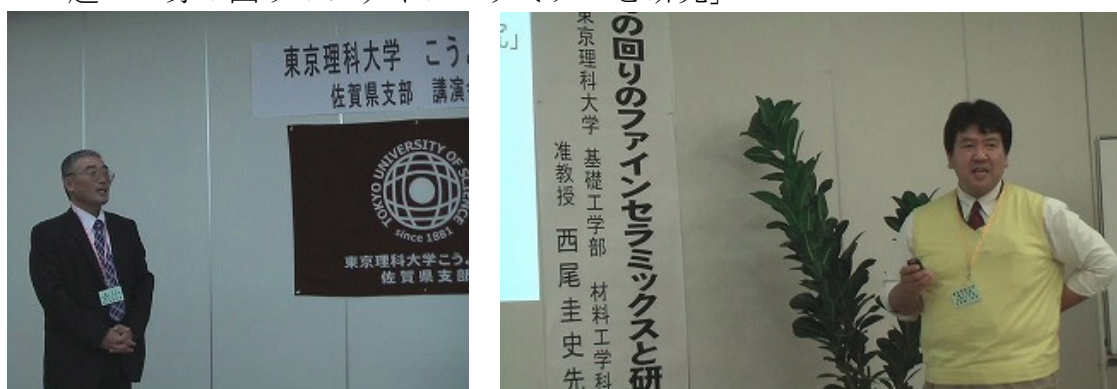 東京理科大学 こうよ
佐賀県支部 講演
TOKYO UNIVERSITY OF SCIENCE
since 1881
東京理科大学こう
佐賀県支部
究」
の回りのファインセラミックスと研
東京理科大学 基礎工学部 材料工学科
准教授 西尾圭史 先